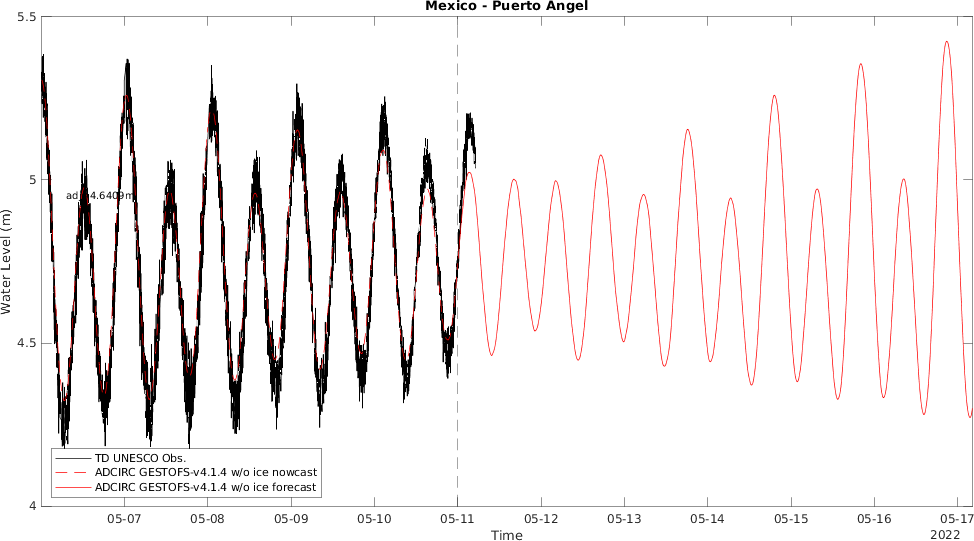 Mexico - Puerto Angel
5.5
5
4.5
4
Water Level (m)
TD UNESCO Obs.
ADCIRC GESTOFS-v4.1.4 w/o ice nowcast
ADCIRC GESTOFS-v4.1.4 w/o ice forecast
05-07 05-08 05-09 05-10 05-11 05-12 05-13 05-14 05-15 05-16 05-17
Time
2022